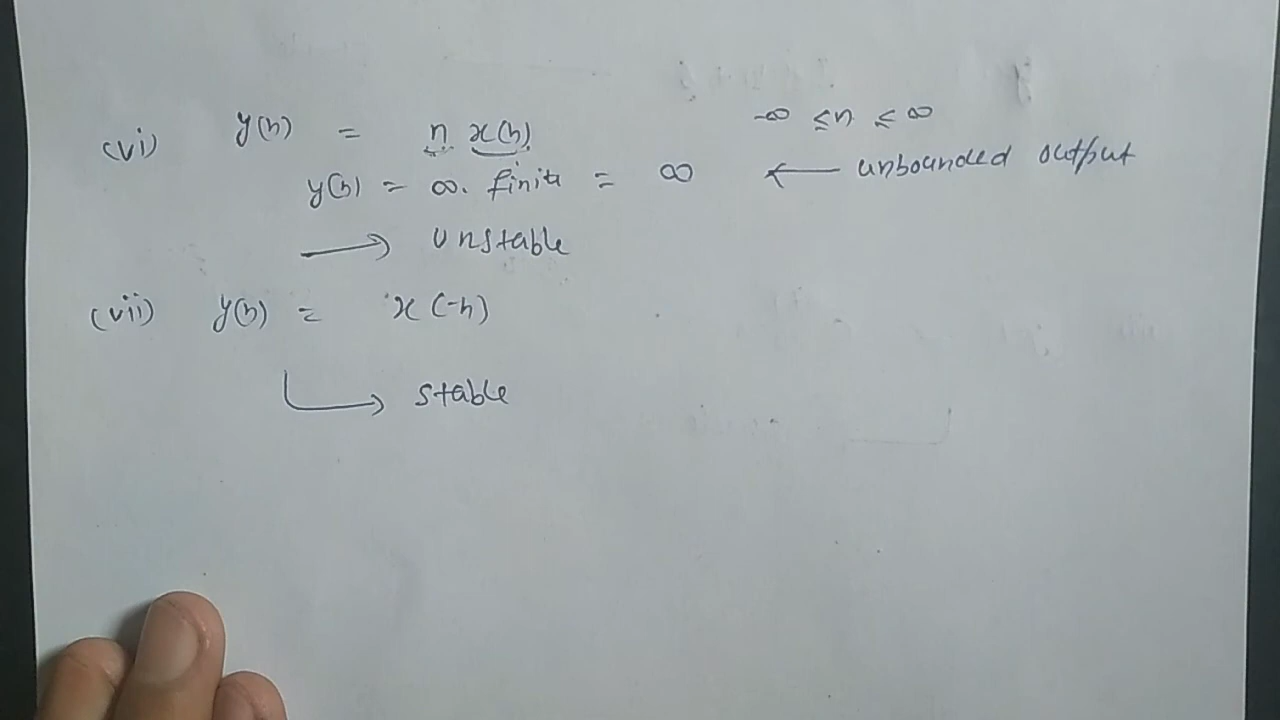 (vi) y(n) = n x(n) -∞ ≤ n ≤ ∞
y(n) = ∞. finite = ∞ ← unbounded output
→ unstable
(vii) y(n) = x(-n)
↳ stable